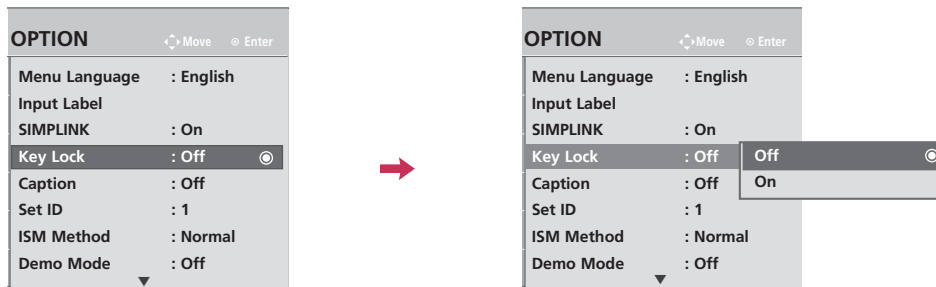 OPTION Move Enter
Menu Language : English
Input Label
SIMPLINK : On
Key Lock : Off
Caption : Off
Set ID : 1
ISM Method : Normal
Demo Mode : Off
OPTION Move Enter
Menu Language : English
Input Label
SIMPLINK : On
Key Lock : Off
Caption : Off
Set ID : 1
ISM Method : Normal
Demo Mode : Off
Off
On